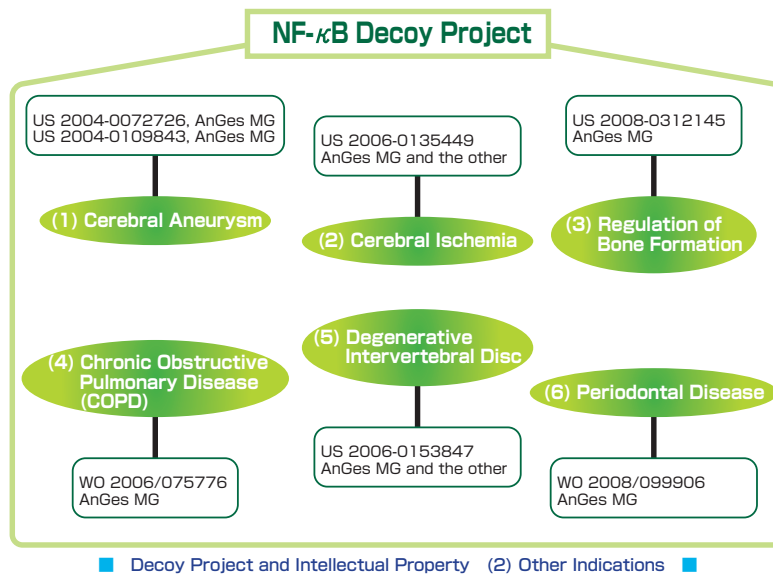 NF-κB Decoy Project
US 2004-0072726, AnGes MG
US 2004-0109843, AnGes MG
(1) Cerebral Aneurysm
US 2006-0135449
AnGes MG and the other
(2) Cerebral Ischemia
US 2008-0312145
AnGes MG
(3) Regulation of
Bone Formation
(4) Chronic Obstructive
Pulmonary Disease
(COPD)
WO 2006/075776
AnGes MG
(5) Degenerative
Intervertebral Disc
US 2006-0153847
AnGes MG and the other
(6) Periodontal Disease
WO 2008/099906
AnGes MG
Decoy Project and Intellectual Property (2) Other Indications